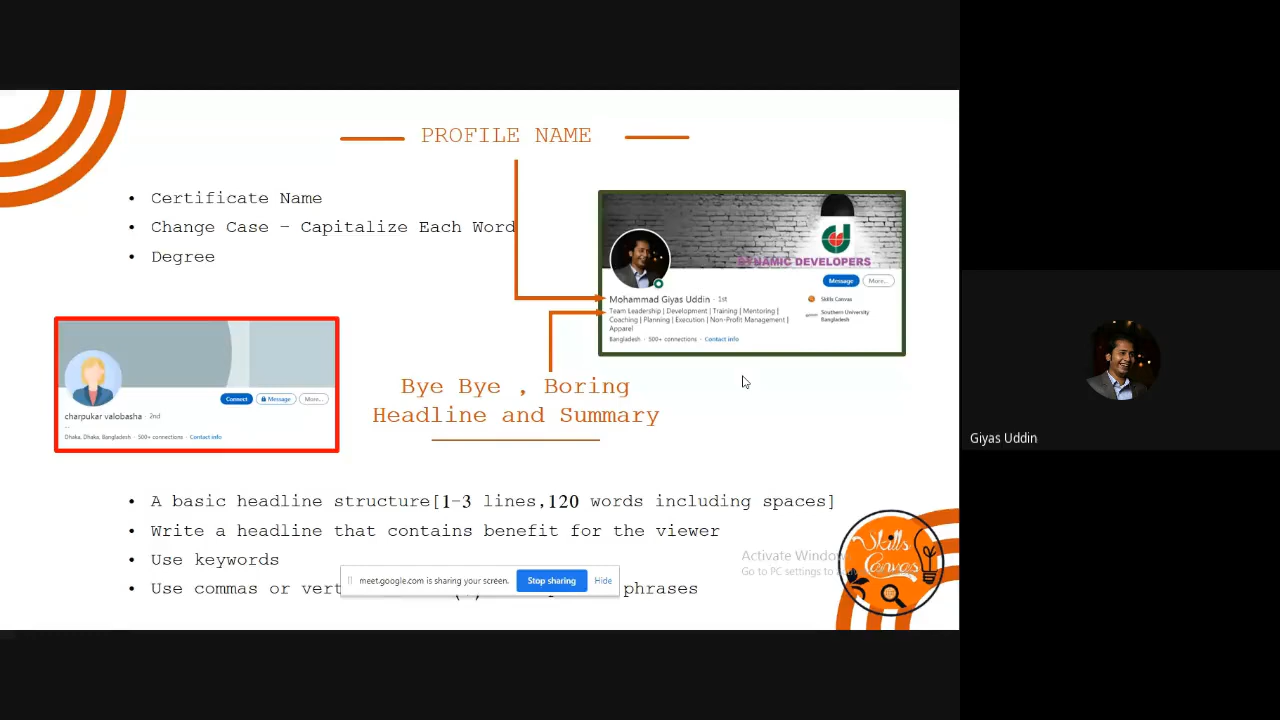 PROFILE NAME
• Certificate Name
• Change Case – Capitalize Each Word
• Degree
DYNAMIC DEVELOPERS
Message
More...
Mohammad Giyas Uddin · 1st
Team Leadership | Development | Training | Mentoring |
Coaching | Planning | Execution | Non-Profit Management |
Apparel
Bangladesh · 500+ connections · Contact info
Skills Canvas
Southern University
Bangladesh
Connect
Message
More...
charpukar valobasha · 2nd
--
Dhaka, Dhaka, Bangladesh · 500+ connections · Contact info
Bye Bye , Boring
Headline and Summary
• A basic headline structure[1-3 lines,120 words including spaces]
• Write a headline that contains benefit for the viewer
• Use keywords
• Use commas or phrases
meet.google.com is sharing your screen.
Stop sharing
Hide
Activate Windo
Go to PC settings to
Skills
Canvas
Giyas Uddin